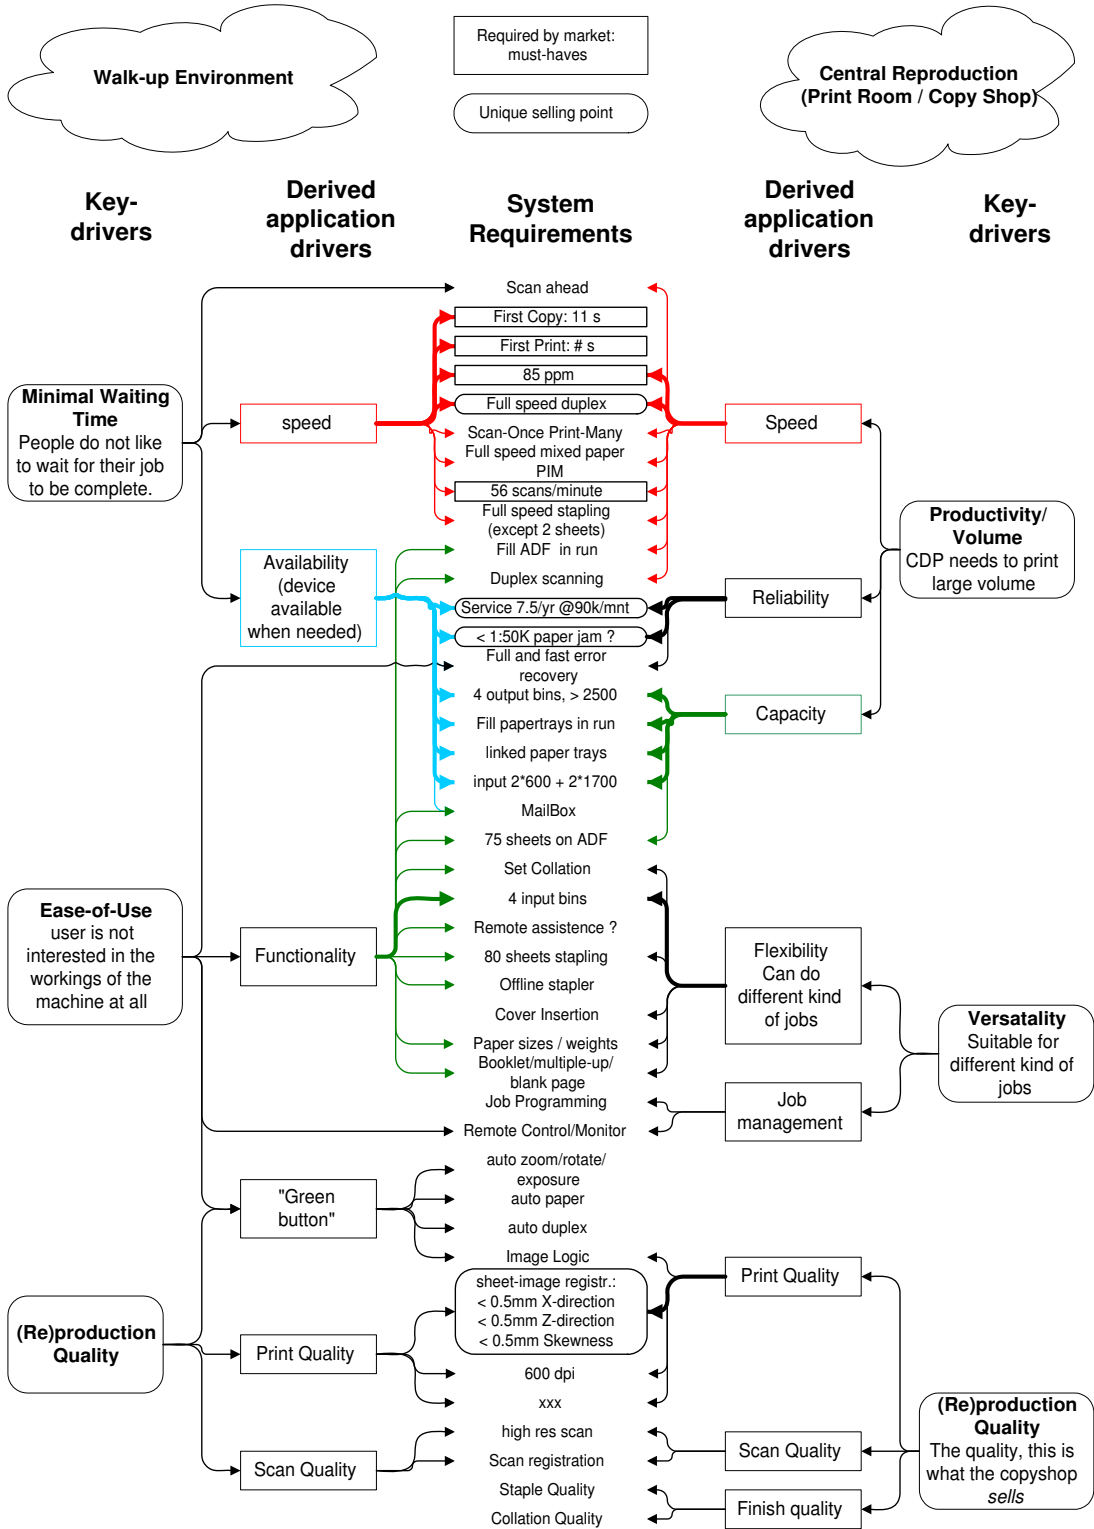 Walk-up Environment
Required by market:
must-haves
Unique selling point
Central Reproduction
(Print Room / Copy Shop)
Key-
drivers
Derived
application
drivers
System
Requirements
Derived
application
drivers
Key-
drivers
Minimal Waiting
Time
People do not like
to wait for their job
to be complete.
Ease-of-Use
user is not
interested in the
workings of the
machine at all
(Re)production
Quality
speed
Availability
(device
available
when needed)
Functionality
"Green
button"
Print Quality
Scan Quality
Scan ahead
First Copy: 11 s
First Print: # s
85 ppm
Full speed duplex
Scan-Once Print-Many
Full speed mixed paper
PIM
56 scans/minute
Full speed stapling
(except 2 sheets)
Fill ADF in run
Duplex scanning
Service 7.5/yr @90k/mnt
< 1:50K paper jam ?
Full and fast error
recovery
4 output bins, > 2500
Fill papertrays in run
linked paper trays
input 2*600 + 2*1700
MailBox
75 sheets on ADF
Set Collation
4 input bins
Remote assistence ?
80 sheets stapling
Offline stapler
Cover Insertion
Paper sizes / weights
Booklet/multiple-up/
blank page
Job Programming
Remote Control/Monitor
auto zoom/rotate/
exposure
auto paper
auto duplex
Image Logic
sheet-image registr.:
< 0.5mm X-direction
< 0.5mm Z-direction
< 0.5mm Skewness
600 dpi
xxx
high res scan
Scan registration
Staple Quality
Collation Quality
Speed
Reliability
Capacity
Flexibility
Can do
different kind
of jobs
Job
management
Print Quality
Scan Quality
Finish quality
Productivity/
Volume
CDP needs to print
large volume
Versatality
Suitable for
different kind of
jobs
(Re)production
Quality
The quality, this is
what the copyshop
sells